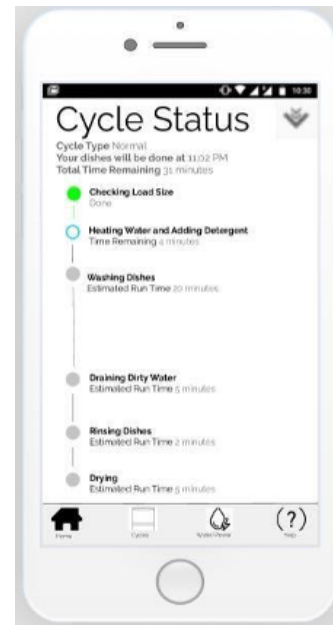 10:30
Cycle Status
Cycle Type Normal
Your dishes will be done at 11:02 PM
Total Time Remaining 31 minutes
Checking Load Size
Done
Heating Water and Adding Detergent
Time Remaining 4 minutes
Washing Dishes
Estimated Run Time 20 minutes
Draining Dirty Water
Estimated Run Time 5 minutes
Rinsing Dishes
Estimated Run Time 2 minutes
Drying
Estimated Run Time 5 minutes
Home Cycles (?)
Help